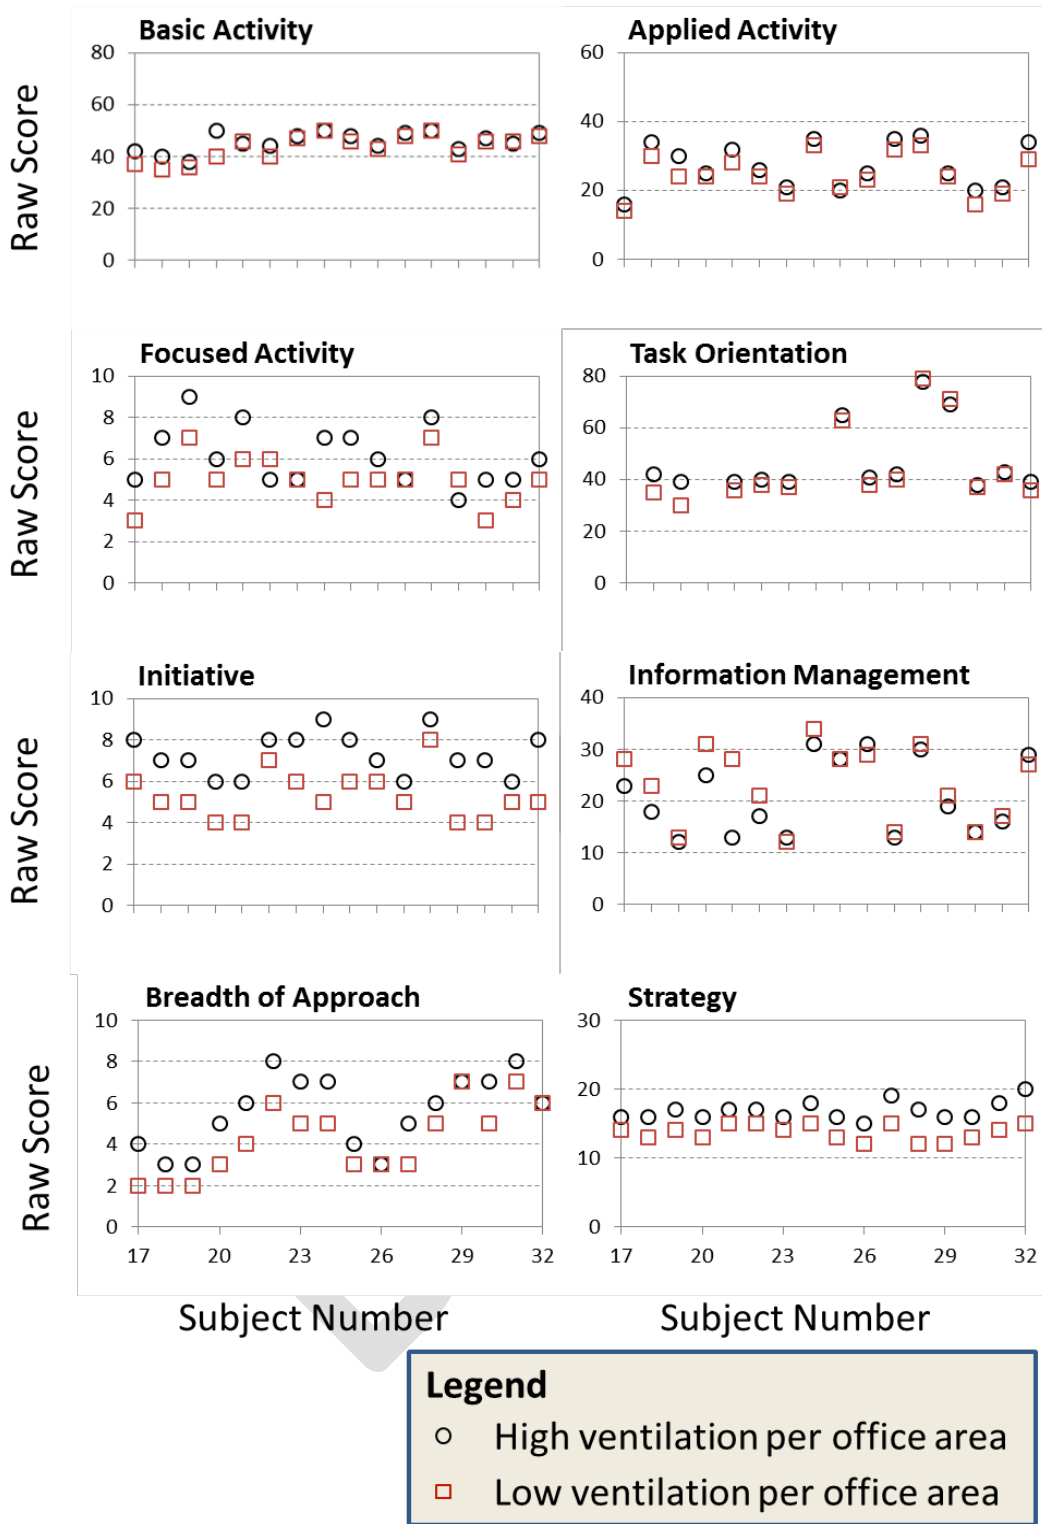 Basic Activity
80
60
40
20
0
Raw Score
Applied Activity
60
40
20
0
Focused Activity
10
8
6
4
2
0
Raw Score
Task Orientation
80
60
40
20
0
Initiative
10
8
6
4
2
0
Raw Score
Information Management
40
30
20
10
0
Breadth of Approach
10
8
6
4
2
0
Raw Score
17 20 23 26 29 32
Subject Number
Strategy
30
20
10
0
17 20 23 26 29 32
Subject Number
Legend
High ventilation per office area
Low ventilation per office area